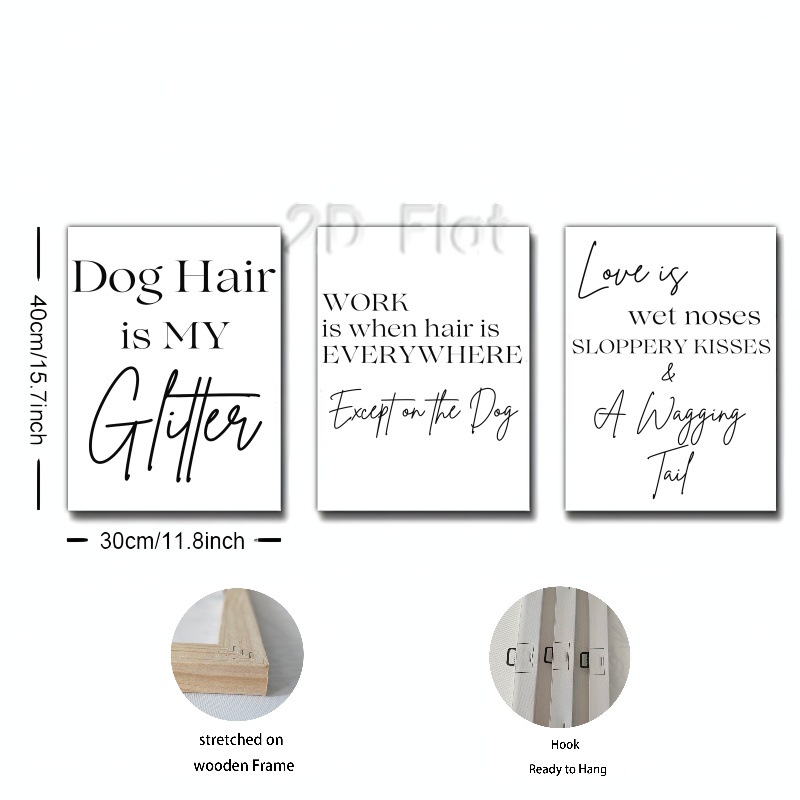 2D Flat
Dog Hair
is MY
Glitter
WORK
is when hair is
EVERYWHERE
Except on the Dog
Love is
wet noses
SLOPPERY KISSES
&
A Wagging
Tail
40cm/15.7inch
30cm/11.8inch
stretched on
wooden Frame
Hook
Ready to Hang